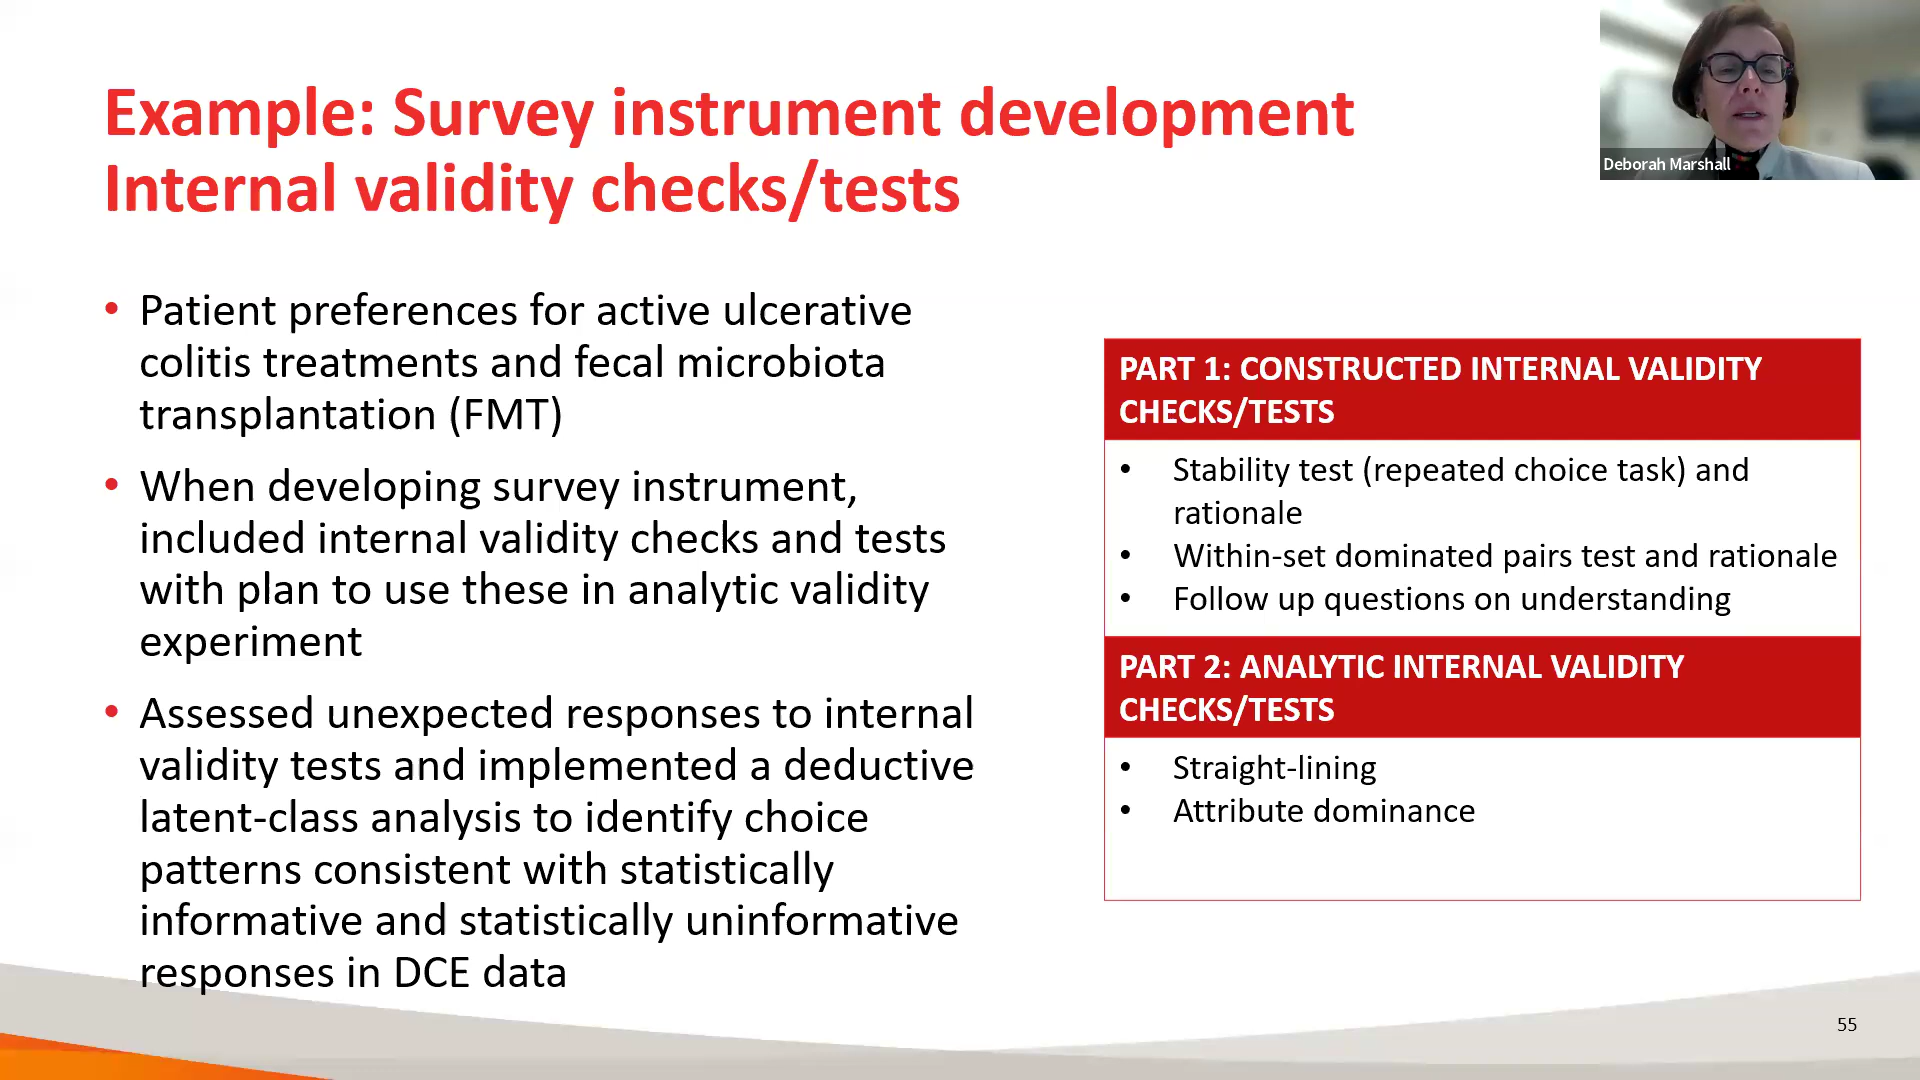 Example: Survey instrument development
Internal validity checks/tests
Deborah Marshall
• Patient preferences for active ulcerative
colitis treatments and fecal microbiota
transplantation (FMT)
• When developing survey instrument,
included internal validity checks and tests
with plan to use these in analytic validity
experiment
• Assessed unexpected responses to internal
validity tests and implemented a deductive
latent-class analysis to identify choice
patterns consistent with statistically
informative and statistically uninformative
responses in DCE data
PART 1: CONSTRUCTED INTERNAL VALIDITY
CHECKS/TESTS
• Stability test (repeated choice task) and
rationale
• Within-set dominated pairs test and rationale
• Follow up questions on understanding
PART 2: ANALYTIC INTERNAL VALIDITY
CHECKS/TESTS
• Straight-lining
• Attribute dominance
55